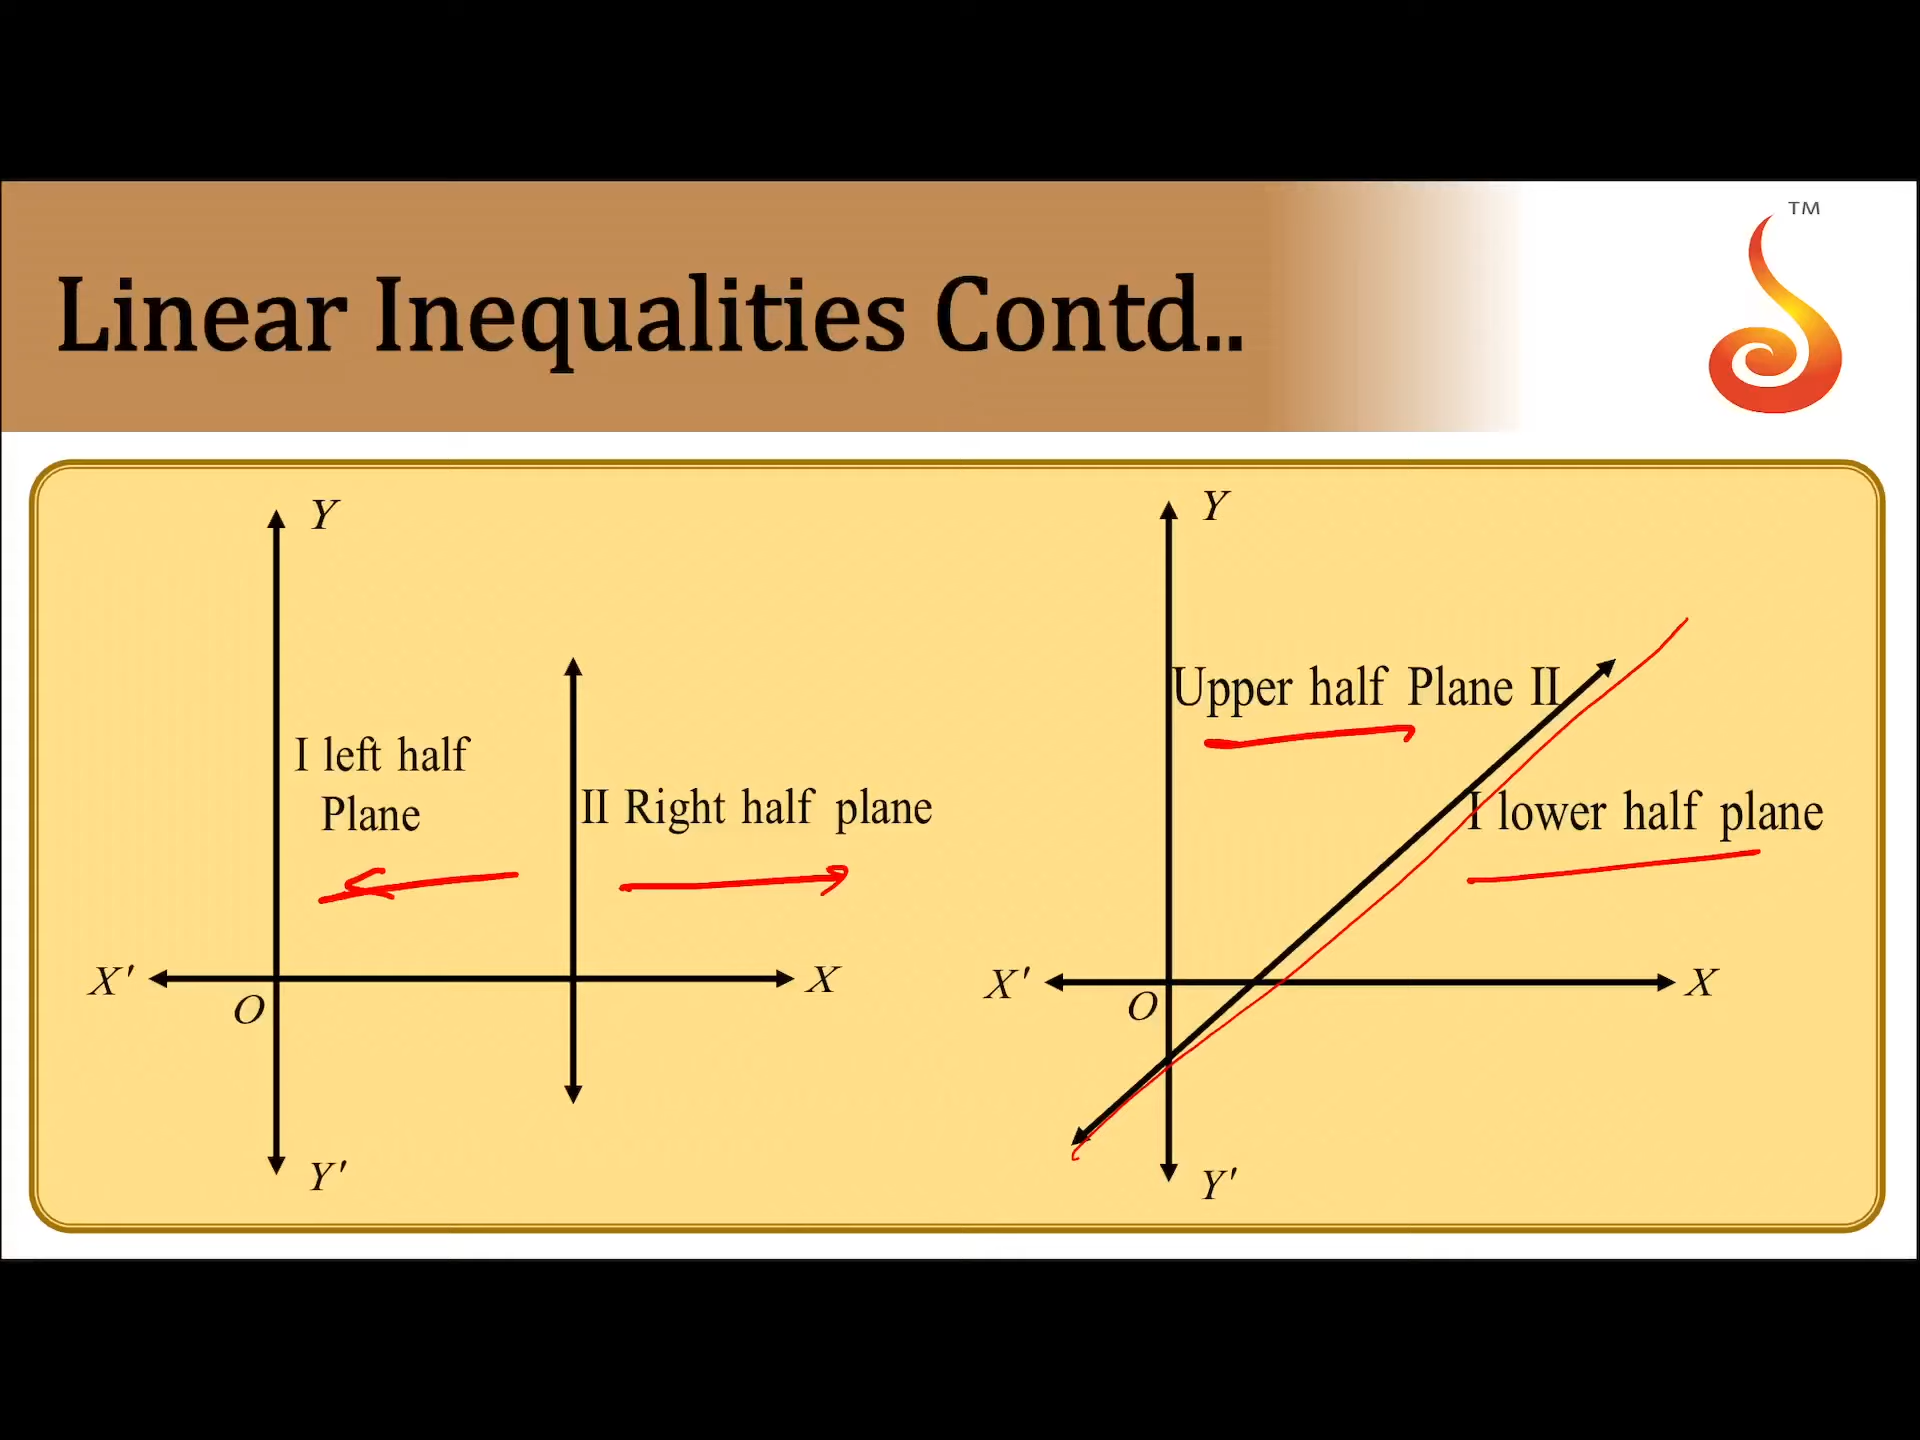 TM
Linear Inequalities Contd..
Y
I left half
Plane
II Right half plane
X'
O
X
Y'
Y
Upper half Plane II
I lower half plane
X'
O
X
Y'